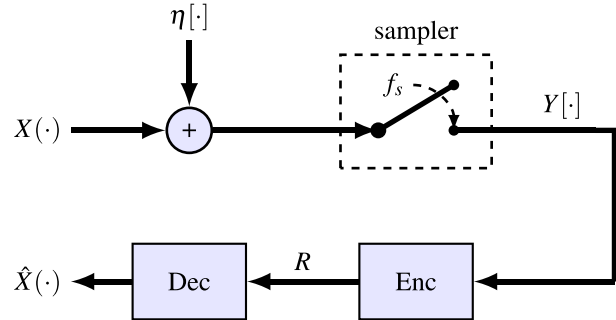 η[·]
sampler
X(·)
+
f_s
Y[·]
X̂(·)
Dec
R
Enc